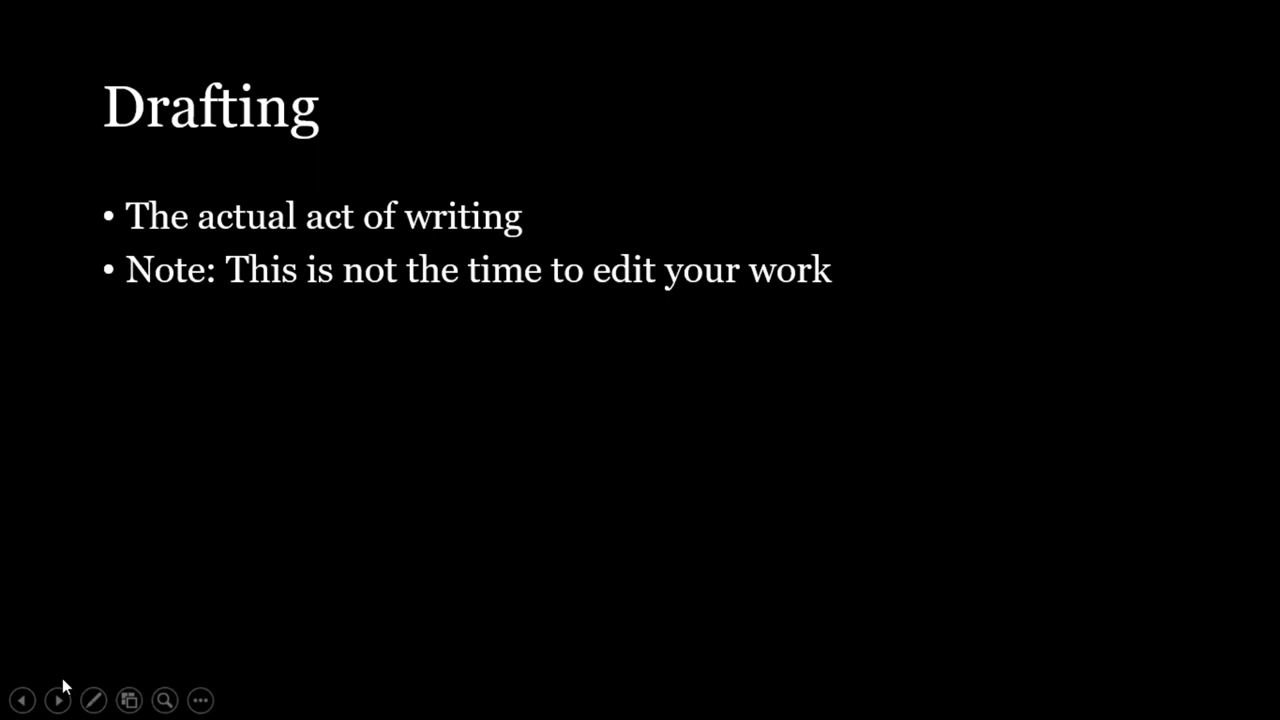 Drafting
• The actual act of writing
• Note: This is not the time to edit your work